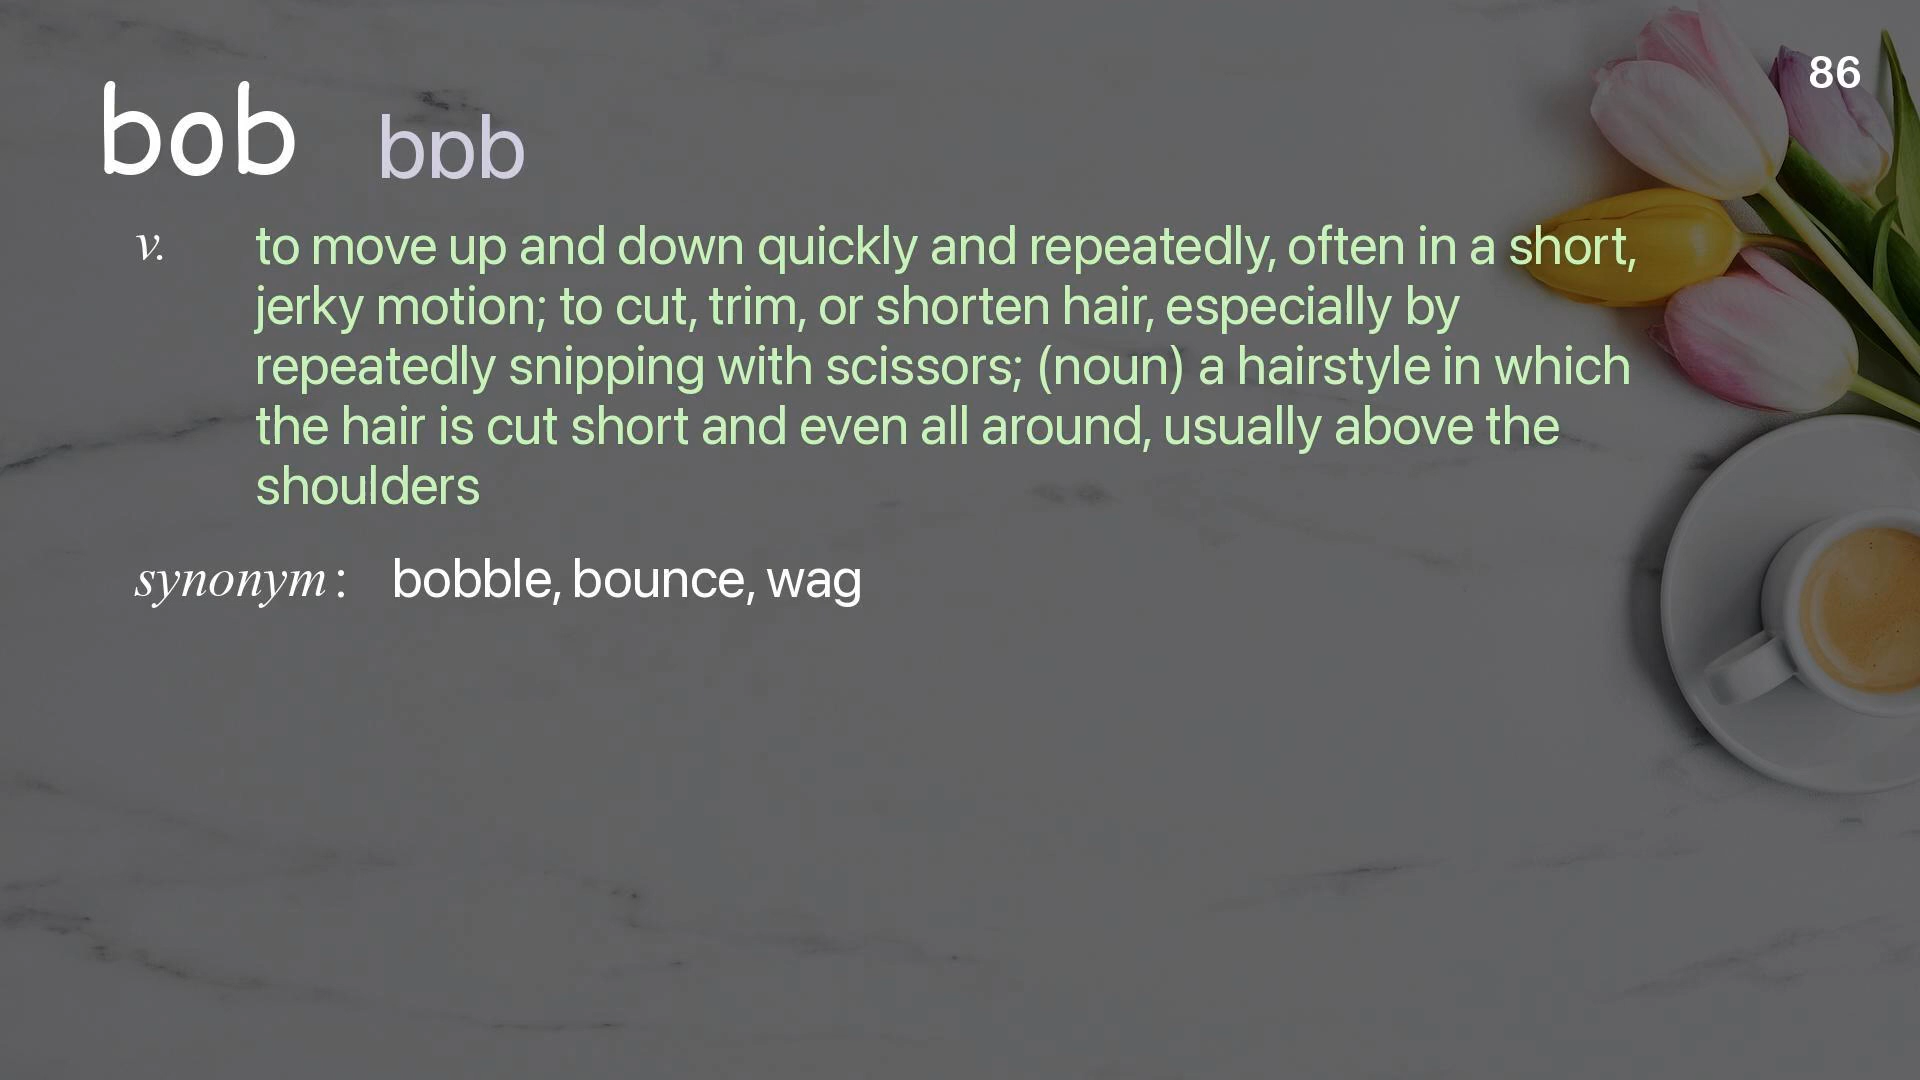 86
bob bɒb
v. to move up and down quickly and repeatedly, often in a short,
jerky motion; to cut, trim, or shorten hair, especially by
repeatedly snipping with scissors; (noun) a hairstyle in which
the hair is cut short and even all around, usually above the
shoulders
synonym: bobble, bounce, wag